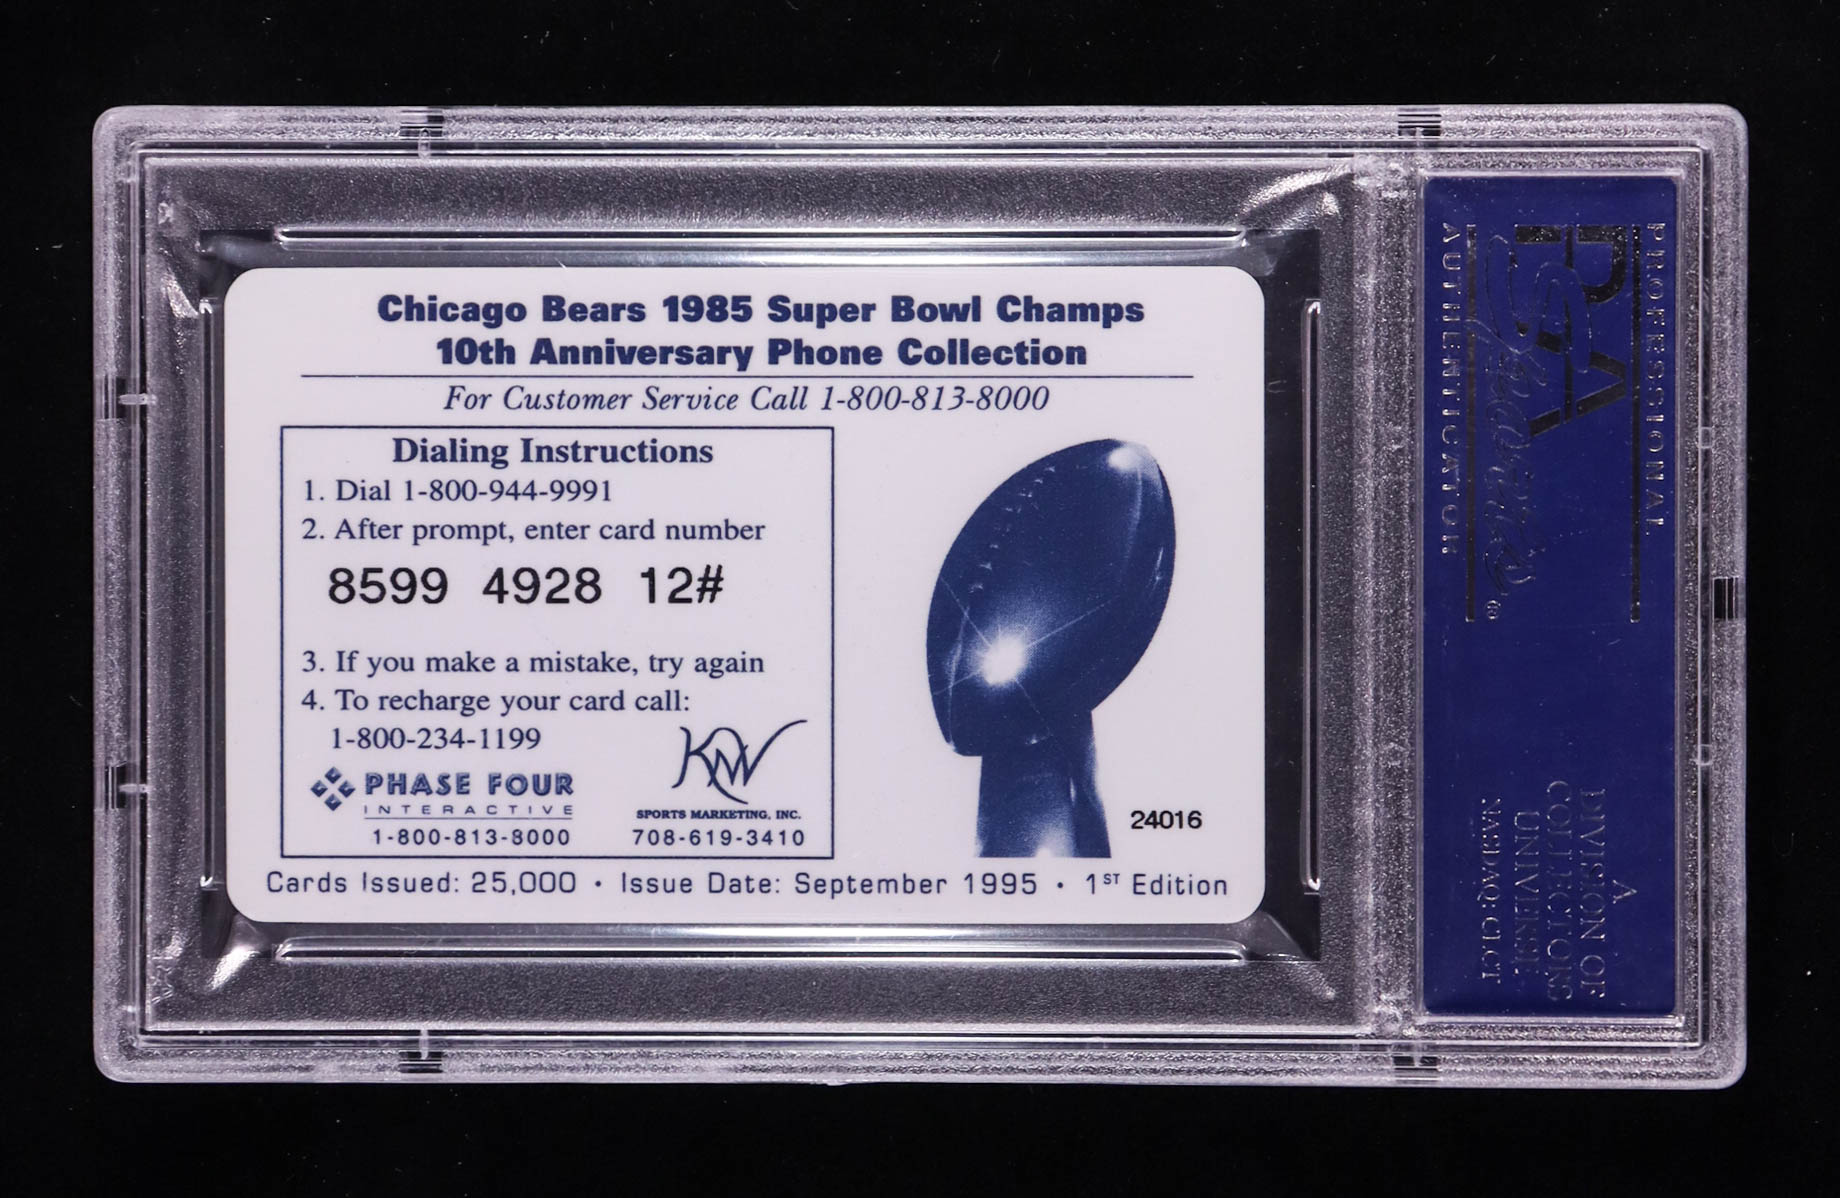 Chicago Bears 1985 Super Bowl Champs
10th Anniversary Phone Collection
For Customer Service Call 1-800-813-8000
Dialing Instructions
1. Dial 1-800-944-9991
2. After prompt, enter card number
8599 4928 12#
3. If you make a mistake, try again
4. To recharge your card call:
1-800-234-1199
PHASE FOUR
INTERACTIVE
1-800-813-8000
KNW
SPORTS MARKETING, INC.
708-619-3410
24016
Cards Issued: 25,000 · Issue Date: September 1995 · 1ST Edition
PROFESSIONAL
PSA
AUTHENTICATOR
A
DIVISION OF
COLLECTORS
UNIVERSE
NASDAQ: CLCT